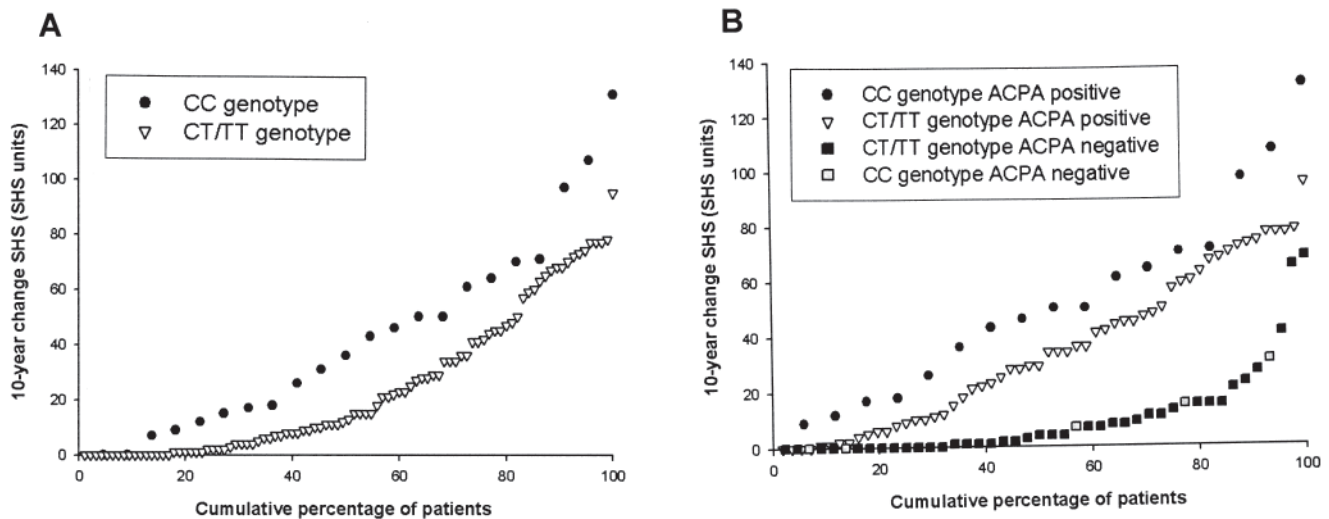 A
10-year change SHS (SHS units)
140
120
100
80
60
40
20
0
CC genotype
CT/TT genotype
0 20 40 60 80 100
Cumulative percentage of patients
B
10-year change SHS (SHS units)
140
120
100
80
60
40
20
0
CC genotype ACPA positive
CT/TT genotype ACPA positive
CT/TT genotype ACPA negative
CC genotype ACPA negative
0 20 40 60 80 100
Cumulative percentage of patients